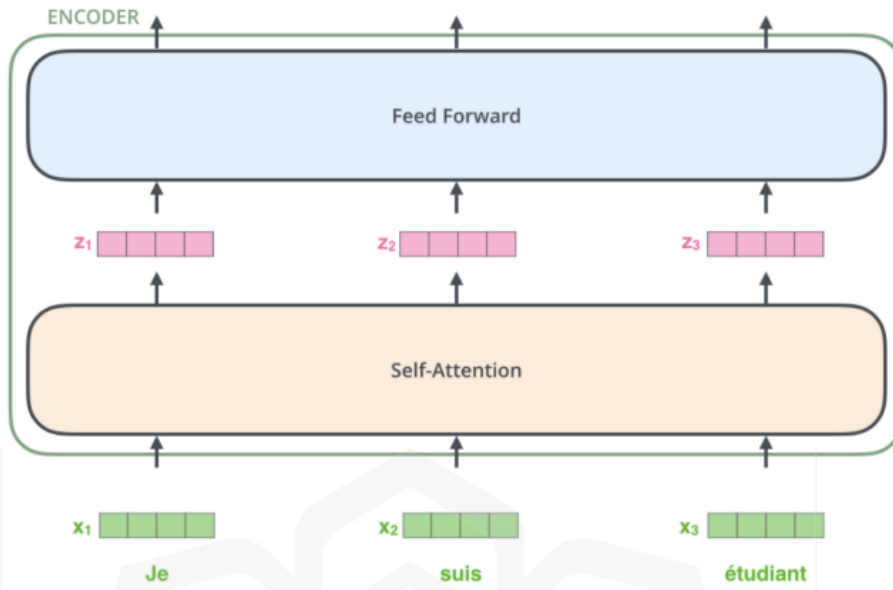 ENCODER
Feed Forward
z₁ z₂ z₃
Self-Attention
x₁ x₂ x₃
Je suis étudiant